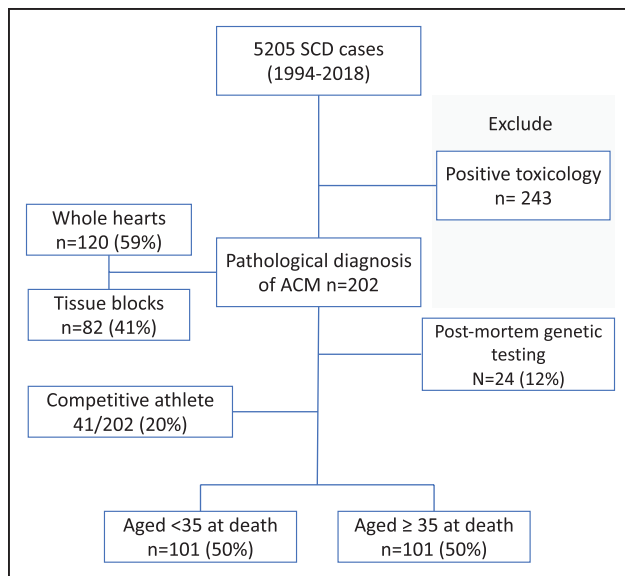 5205 SCD cases
(1994-2018)
Exclude
Positive toxicology
n= 243
Whole hearts
n=120 (59%)
Pathological diagnosis
of ACM n=202
Tissue blocks
n=82 (41%)
Post-mortem genetic
testing
N=24 (12%)
Competitive athlete
41/202 (20%)
Aged <35 at death
n=101 (50%)
Aged ≥ 35 at death
n=101 (50%)